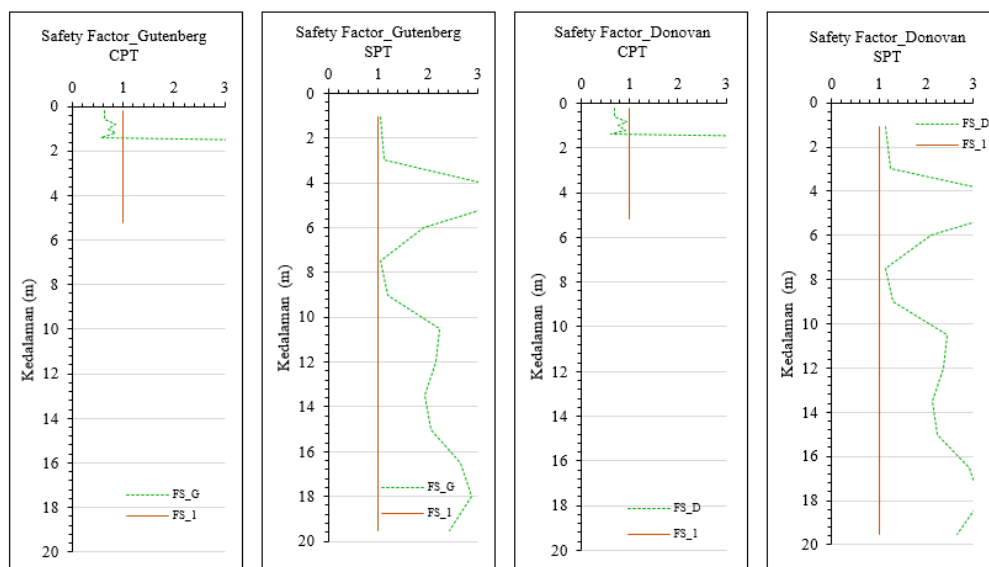 Safety Factor_Gutenberg
CPT
0 1 2 3
0
2
4
6
8
10
12
14
16
18
20
Kedalaman (m)
FS_G
FS_1
Safety Factor_Gutenberg
SPT
0 1 2 3
0
2
4
6
8
10
12
14
16
18
20
Kedalaman (m)
FS_G
FS_1
Safety Factor_Donovan
CPT
0 1 2 3
0
2
4
6
8
10
12
14
16
18
20
Kedalaman (m)
FS_D
FS_1
Safety Factor_Donovan
SPT
0 1 2 3
0
2
4
6
8
10
12
14
16
18
20
Kedalaman (m)
FS_D
FS_1